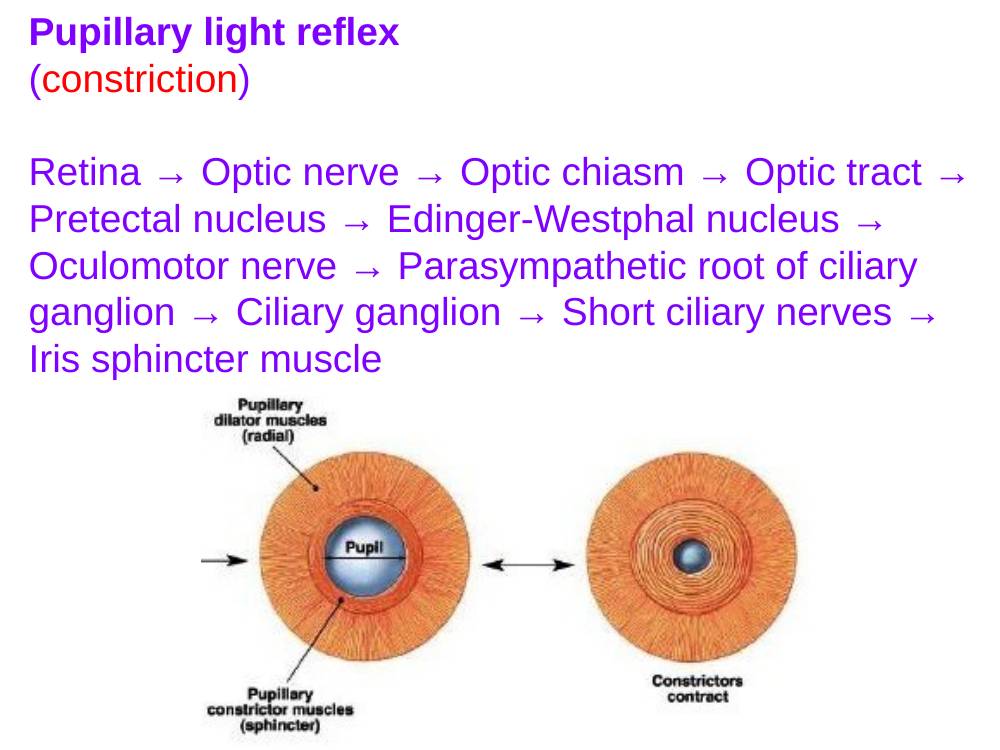 Pupillary light reflex
(constriction)
Retina → Optic nerve → Optic chiasm → Optic tract →
Pretectal nucleus → Edinger-Westphal nucleus →
Oculomotor nerve → Parasympathetic root of ciliary
ganglion → Ciliary ganglion → Short ciliary nerves →
Iris sphincter muscle
Pupillary
dilator muscles
(radial)
Pupil
Pupillary
constrictor muscles
(sphincter)
Constrictors
contract